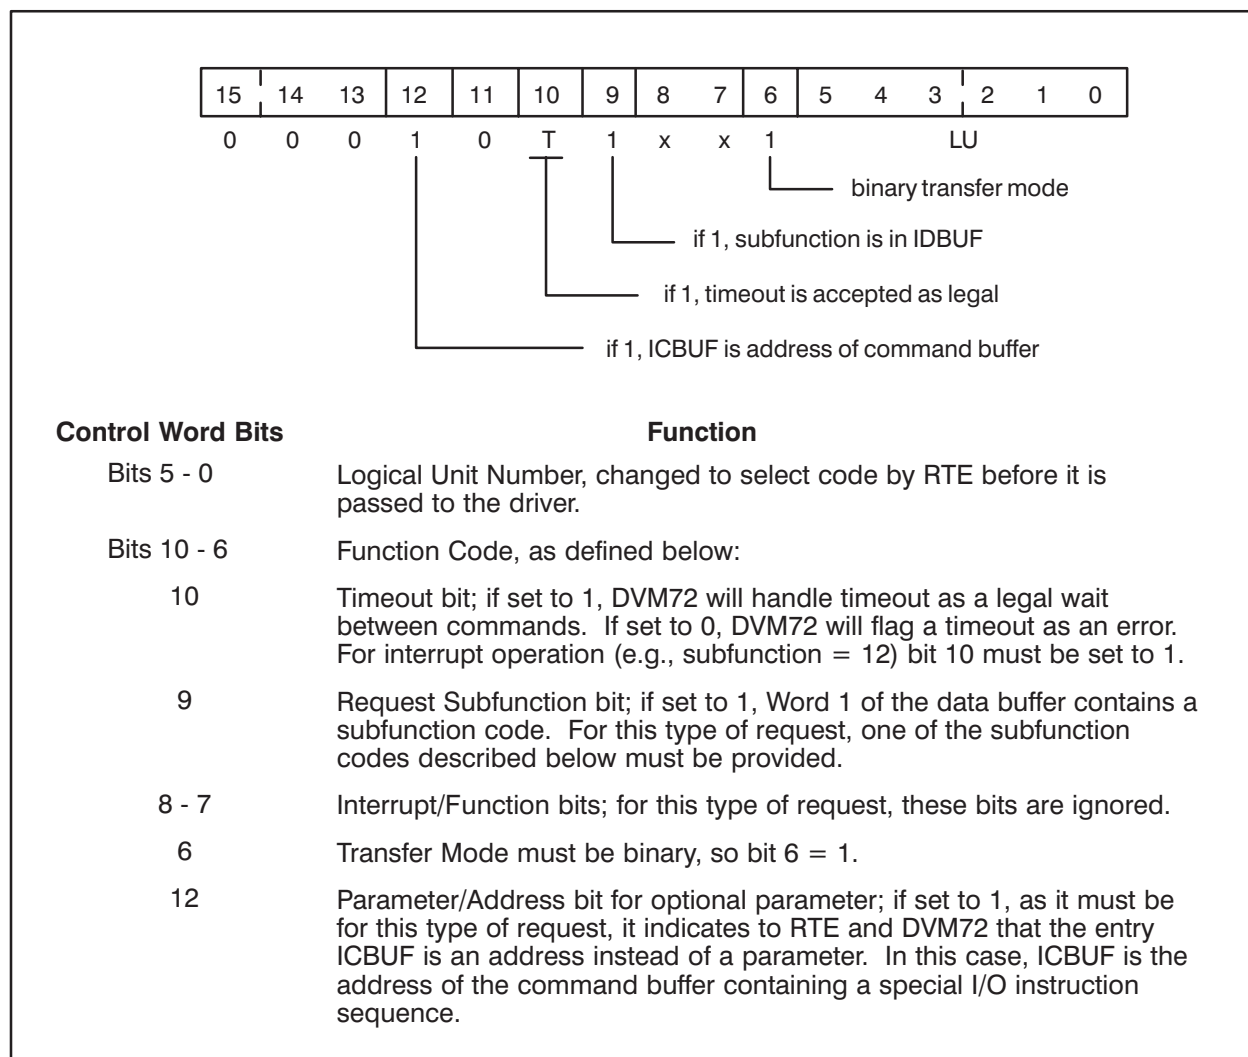 15 14 13 12 11 10 9 8 7 6 5 4 3 2 1 0
0 0 0 1 0 T 1 x x 1 LU
binary transfer mode
if 1, subfunction is in IDBUF
if 1, timeout is accepted as legal
if 1, ICBUF is address of command buffer
Control Word Bits Function
Bits 5 - 0 Logical Unit Number, changed to select code by RTE before it is
passed to the driver.
Bits 10 - 6 Function Code, as defined below:
10 Timeout bit; if set to 1, DVM72 will handle timeout as a legal wait
between commands. If set to 0, DVM72 will flag a timeout as an error.
For interrupt operation (e.g., subfunction = 12) bit 10 must be set to 1.
9 Request Subfunction bit; if set to 1, Word 1 of the data buffer contains a
subfunction code. For this type of request, one of the subfunction
codes described below must be provided.
8 - 7 Interrupt/Function bits; for this type of request, these bits are ignored.
6 Transfer Mode must be binary, so bit 6 = 1.
12 Parameter/Address bit for optional parameter; if set to 1, as it must be
for this type of request, it indicates to RTE and DVM72 that the entry
ICBUF is an address instead of a parameter. In this case, ICBUF is the
address of the command buffer containing a special I/O instruction
sequence.